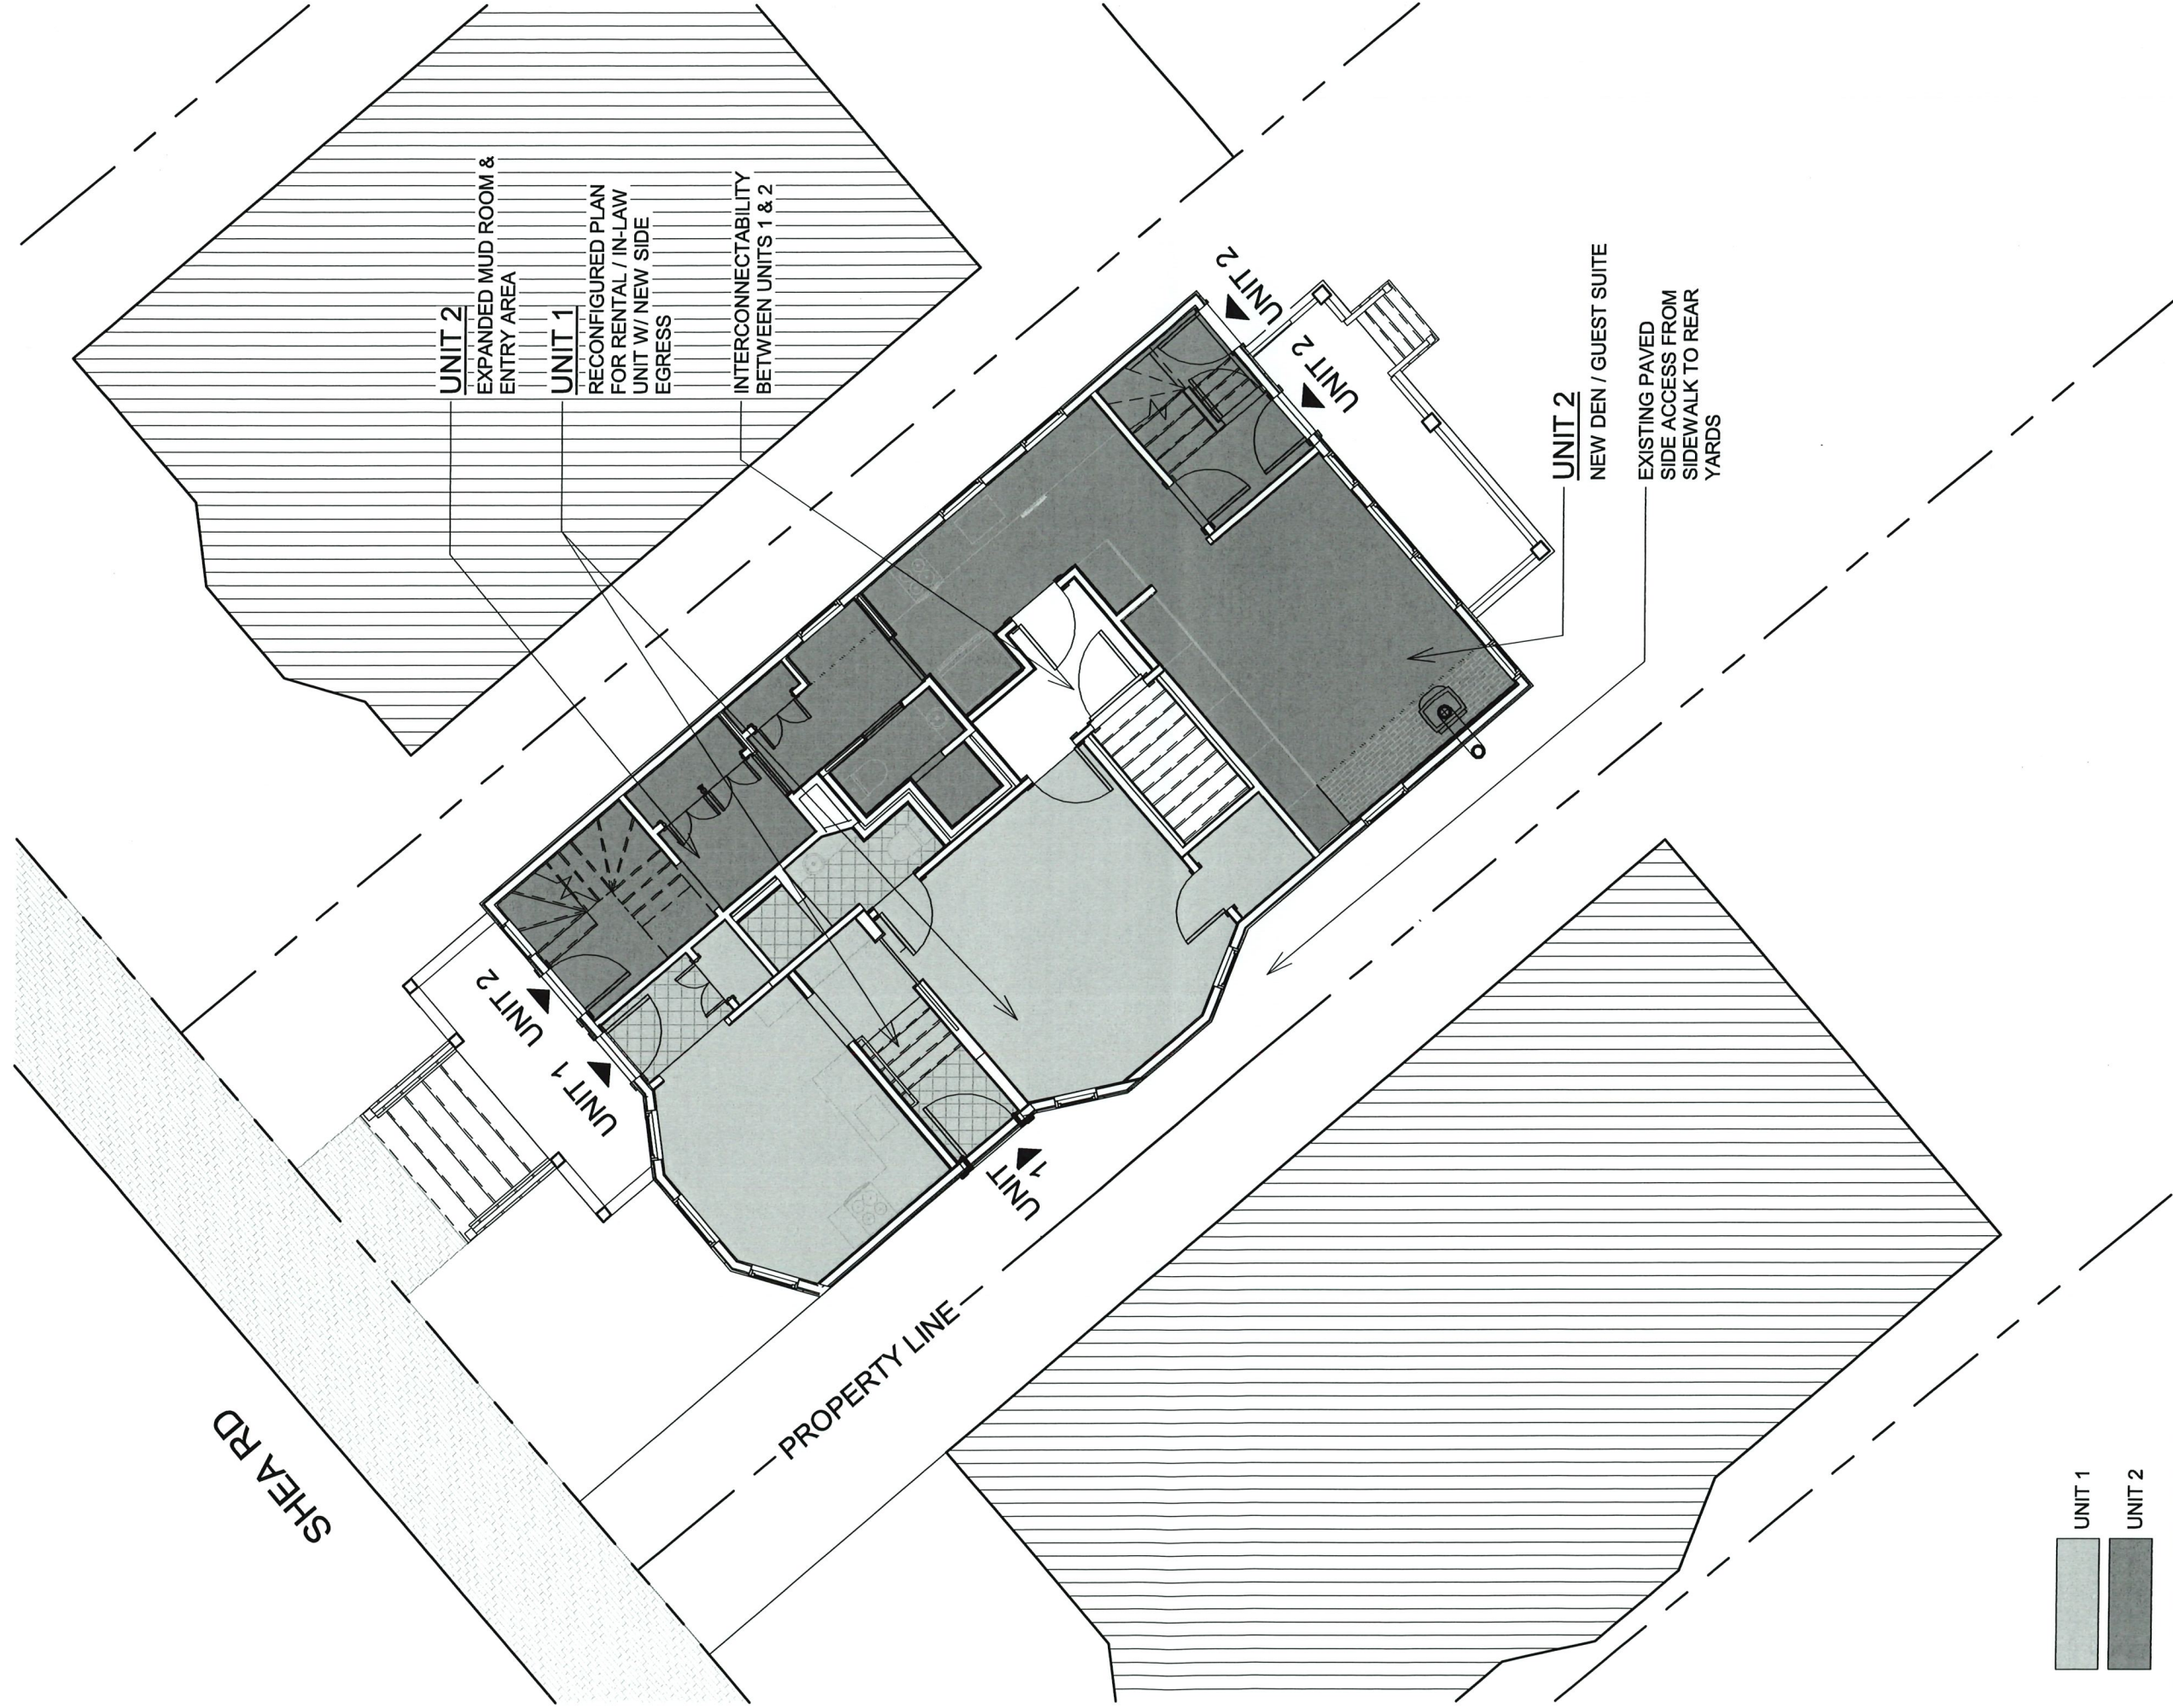 UNIT 2
EXPANDED MUD ROOM &
ENTRY AREA
UNIT 1
RECONFIGURED PLAN
FOR RENTAL / IN-LAW
UNIT W/ NEW SIDE
EGRESS
INTERCONNECTABILITY
BETWEEN UNITS 1 & 2
UNIT 2
UNIT 2
UNIT 2
NEW DEN / GUEST SUITE
EXISTING PAVED
SIDE ACCESS FROM
SIDEWALK TO REAR
YARDS
UNIT 2
UNIT 1
UNIT
1
PROPERTY LINE
SHEA RD
UNIT 1
UNIT 2